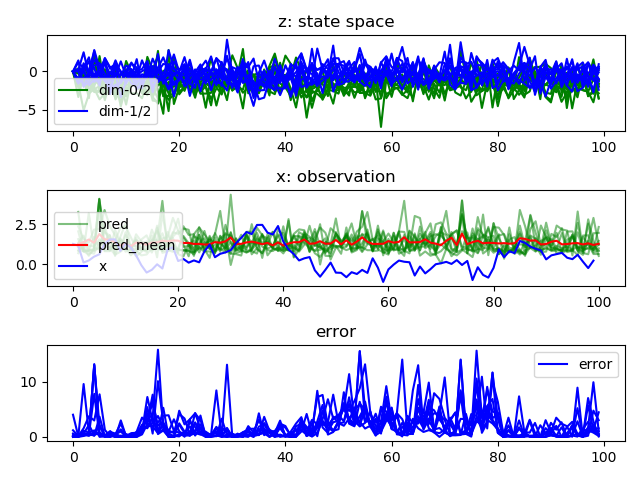 z: state space
0
−5
dim-0/2
dim-1/2
0 20 40 60 80 100
x: observation
2.5
0.0
pred
pred_mean
x
0 20 40 60 80 100
error
10
0
error
0 20 40 60 80 100